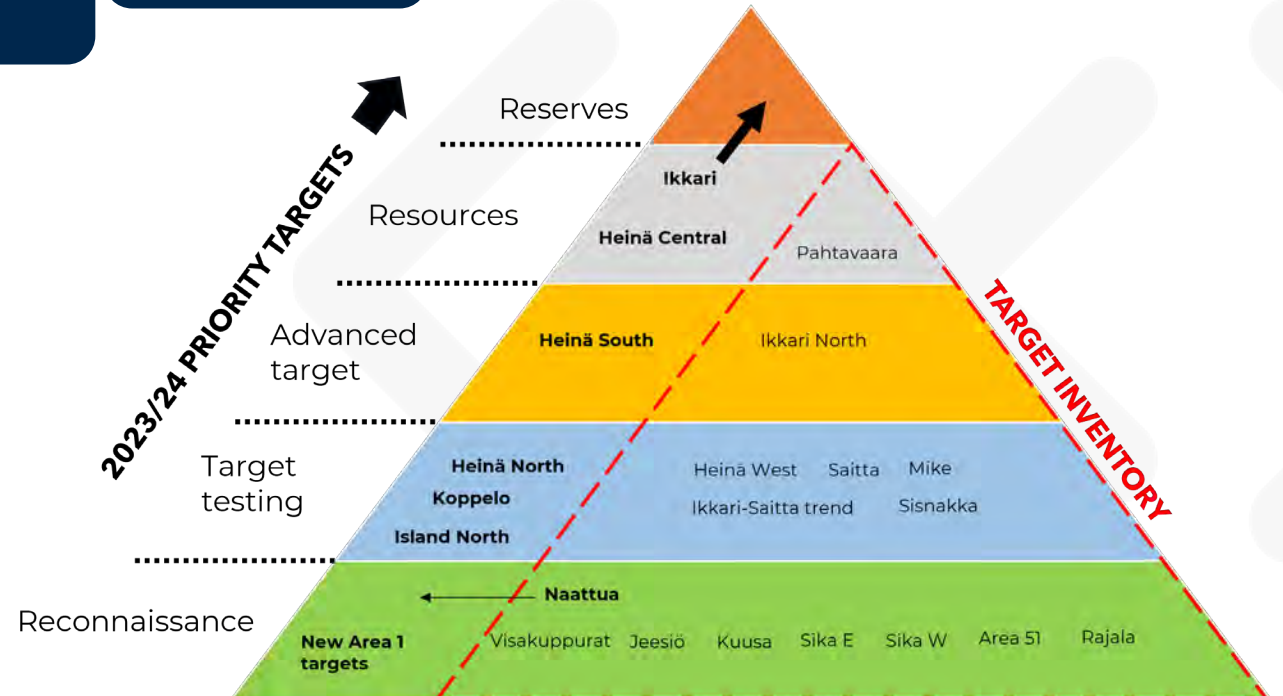 2023/24 PRIORITY TARGETS
Reserves
Ikkari
Resources
Heinä Central
Pahtavaara
TARGET INVENTORY
Advanced
target
Heinä South
Ikkari North
Target
testing
Heinä North
Koppelo
Island North
Heinä West Saitta Mike
Ikkari-Saitta trend Sisnakka
Reconnaissance
Naattua
New Area 1
targets
Visakuppurat Jeesiö Kuusa Sika E Sika W Area 51 Rajala